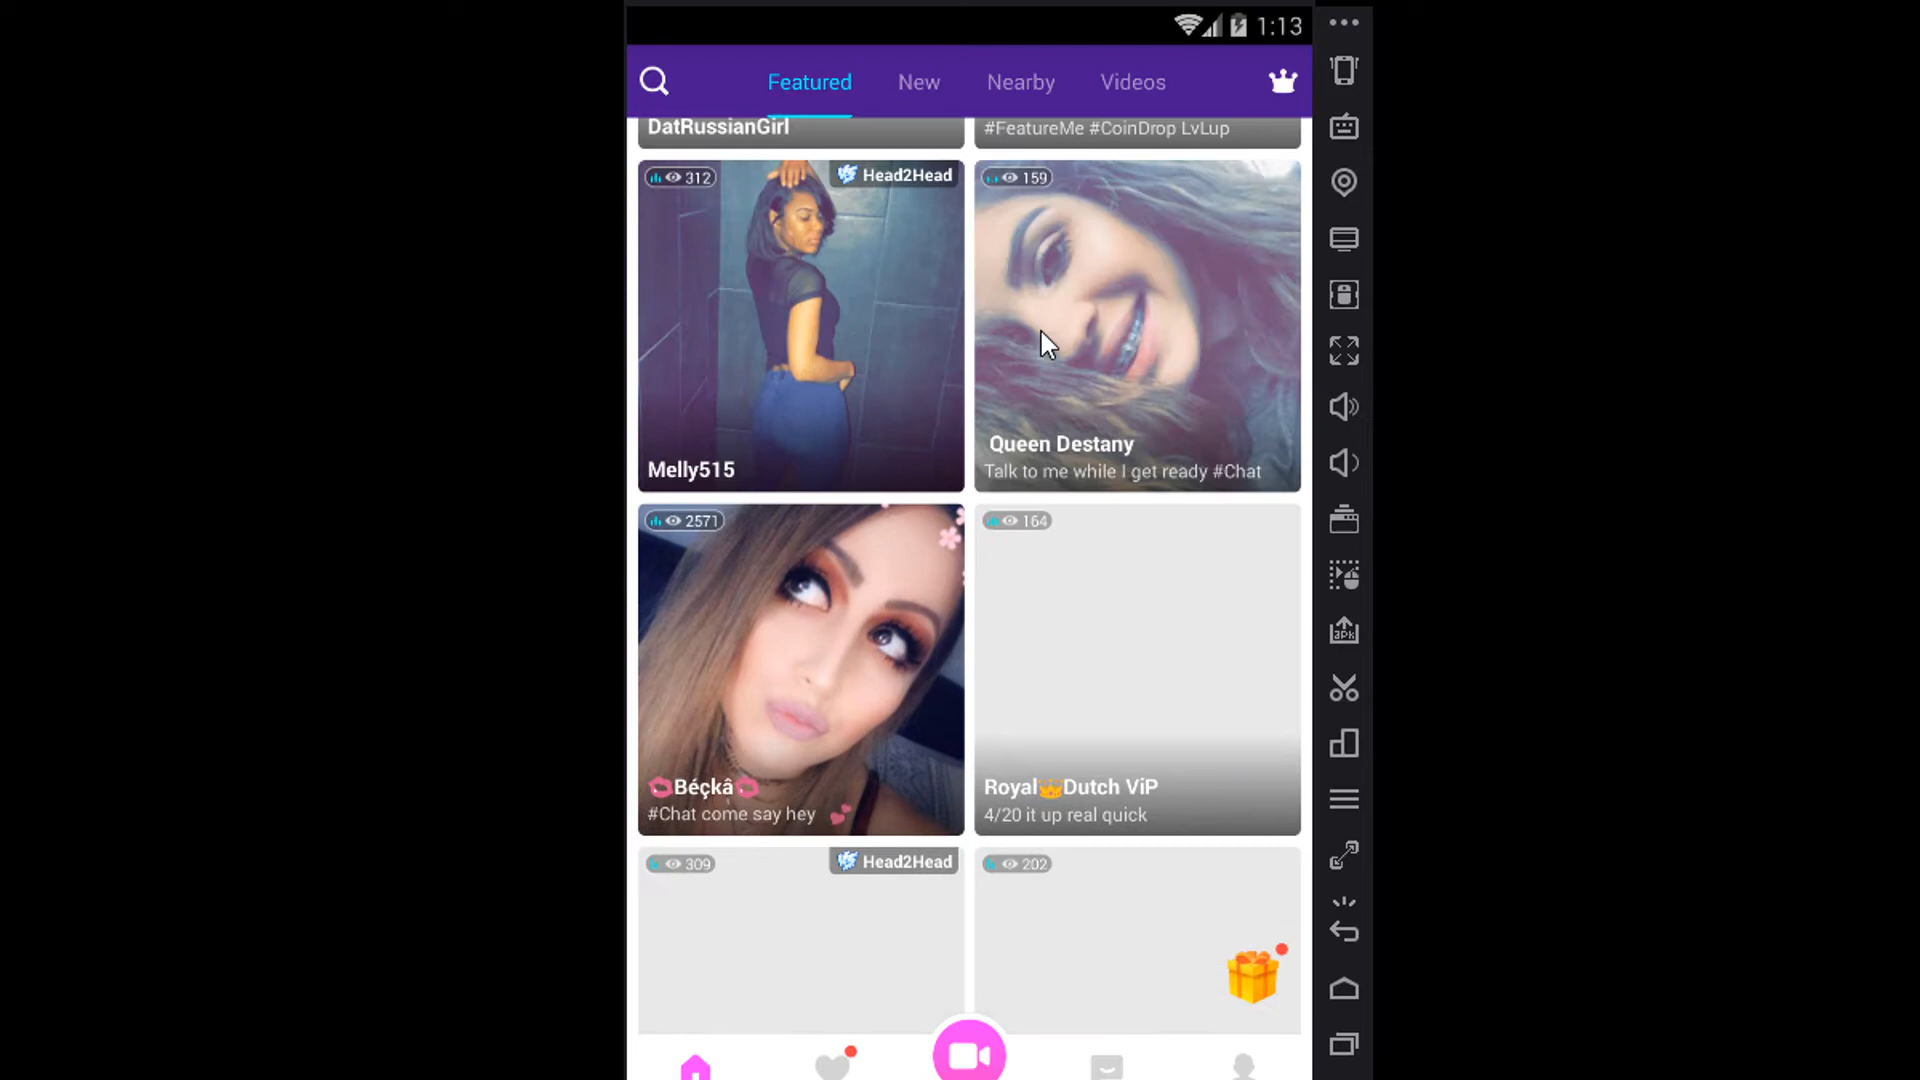 1:13
Featured New Nearby Videos
DatRussianGirl
#FeatureMe #CoinDrop LvLup
312
Head2Head
159
Melly515
Queen Destany
Talk to me while I get ready #Chat
2571
164
💋Béçkâ💋
#Chat come say hey 💕
Royal👑Dutch ViP
4/20 it up real quick
309
Head2Head
202